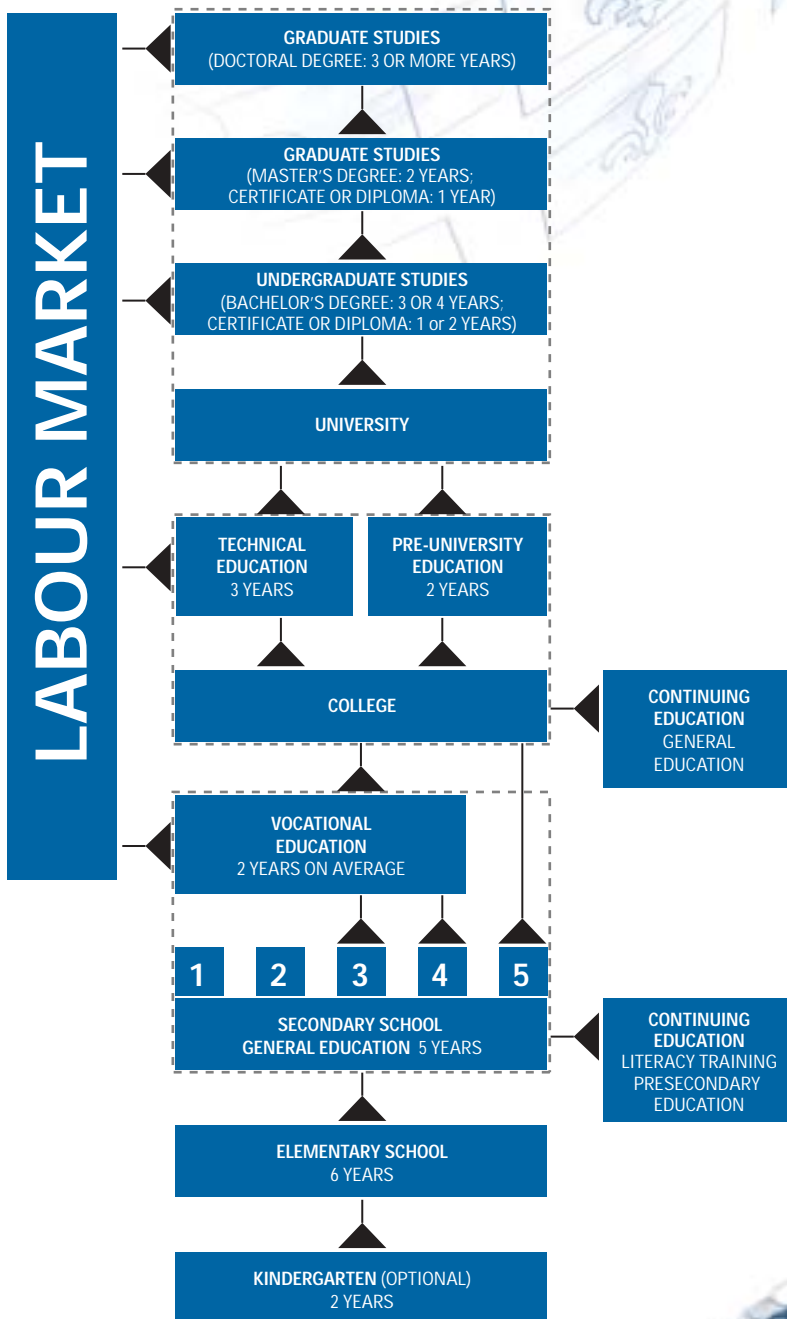 LABOUR MARKET
GRADUATE STUDIES
(DOCTORAL DEGREE: 3 OR MORE YEARS)
GRADUATE STUDIES
(MASTER'S DEGREE: 2 YEARS;
CERTIFICATE OR DIPLOMA: 1 YEAR)
UNDERGRADUATE STUDIES
(BACHELOR'S DEGREE: 3 OR 4 YEARS;
CERTIFICATE OR DIPLOMA: 1 or 2 YEARS)
UNIVERSITY
TECHNICAL
EDUCATION
3 YEARS
PRE-UNIVERSITY
EDUCATION
2 YEARS
COLLEGE
CONTINUING
EDUCATION
GENERAL
EDUCATION
VOCATIONAL
EDUCATION
2 YEARS ON AVERAGE
1 2 3 4 5
SECONDARY SCHOOL
GENERAL EDUCATION 5 YEARS
CONTINUING
EDUCATION
LITERACY TRAINING
PRESECONDARY
EDUCATION
ELEMENTARY SCHOOL
6 YEARS
KINDERGARTEN (OPTIONAL)
2 YEARS